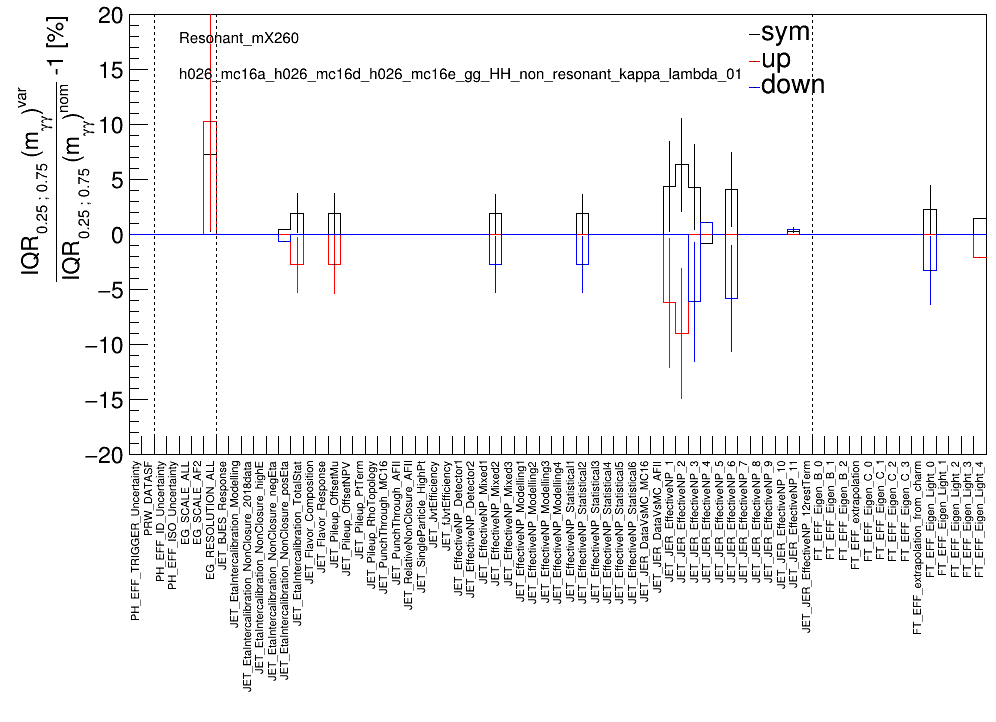 IQR0.25 ; 0.75 (mγγ)var
IQR0.25 ; 0.75 (mγγ)nom -1 [%]
20
15
10
5
0
−5
−10
−15
−20
Resonant_mX260
h026_mc16a_h026_mc16d_h026_mc16e_gg_HH_non_resonant_kappa_lambda_01
−sym
−up
−down
PH_EFF_TRIGGER_Uncertainty
PRW_DATASF
PH_EFF_ID_Uncertainty
PH_EFF_ISO_Uncertainty
EG_SCALE_ALL
EG_SCALE_AF2
EG_RESOLUTION_ALL
JET_BJES_Response
JET_EtaIntercalibration_Modelling
JET_EtaIntercalibration_NonClosure_2018data
JET_EtaIntercalibration_NonClosure_highE
JET_EtaIntercalibration_NonClosure_negEta
JET_EtaIntercalibration_NonClosure_posEta
JET_EtaIntercalibration_TotalStat
JET_Flavor_Composition
JET_Flavor_Response
JET_Pileup_OffsetMu
JET_Pileup_OffsetNPV
JET_Pileup_PtTerm
JET_Pileup_RhoTopology
JET_PunchThrough_MC16
JET_PunchThrough_AFII
JET_RelativeNonClosure_AFII
JET_SingleParticle_HighPt
JET_JvtEfficiency
JET_fJvtEfficiency
JET_EffectiveNP_Detector1
JET_EffectiveNP_Detector2
JET_EffectiveNP_Mixed1
JET_EffectiveNP_Mixed2
JET_EffectiveNP_Mixed3
JET_EffectiveNP_Modelling1
JET_EffectiveNP_Modelling2
JET_EffectiveNP_Modelling3
JET_EffectiveNP_Modelling4
JET_EffectiveNP_Statistical1
JET_EffectiveNP_Statistical2
JET_EffectiveNP_Statistical3
JET_EffectiveNP_Statistical4
JET_EffectiveNP_Statistical5
JET_EffectiveNP_Statistical6
JET_JER_DataVsMC_MC16
JET_JER_DataVsMC_AFII
JET_JER_EffectiveNP_1
JET_JER_EffectiveNP_2
JET_JER_EffectiveNP_3
JET_JER_EffectiveNP_4
JET_JER_EffectiveNP_5
JET_JER_EffectiveNP_6
JET_JER_EffectiveNP_7
JET_JER_EffectiveNP_8
JET_JER_EffectiveNP_9
JET_JER_EffectiveNP_10
JET_JER_EffectiveNP_11
JET_JER_EffectiveNP_12restTerm
FT_EFF_Eigen_B_0
FT_EFF_Eigen_B_1
FT_EFF_Eigen_B_2
FT_EFF_extrapolation
FT_EFF_Eigen_C_0
FT_EFF_Eigen_C_1
FT_EFF_Eigen_C_2
FT_EFF_Eigen_C_3
FT_EFF_extrapolation_from_charm
FT_EFF_Eigen_Light_0
FT_EFF_Eigen_Light_1
FT_EFF_Eigen_Light_2
FT_EFF_Eigen_Light_3
FT_EFF_Eigen_Light_4